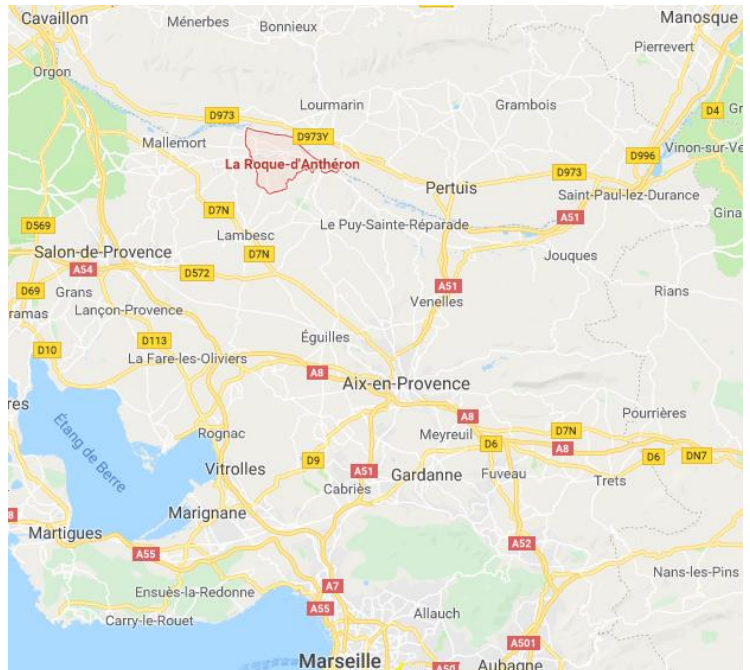 Cavaillon
Ménerbes
Bonnieux
Manosque
Pierrevert
Orgon
D973
Lourmarin
Grambois
D4
Gr
D973Y
Mallemort
La Roque-d'Anthéron
D996
Vinon-sur-Ve
D973
Pertuis
Saint-Paul-lez-Durance
D7N
D569
Lambesc
Le Puy-Sainte-Réparade
A51
Gina
Salon-de-Provence
D7N
Jouques
A54
D572
D69
Grans
A51
Rians
ramas
Lançon-Provence
Venelles
D10
D113
Éguilles
La Fare-les-Oliviers
A8
Aix-en-Provence
res
Étang de Berre
A8
Pourrières
Rognac
Meyreuil
D6
D7N
A8
D6
DN7
Vitrolles
D9
A51
Gardanne
Fuveau
Trets
Cabriès
8
Marignane
Martigues
A55
A52
Nans-les-Pins
Ensuès-la-Redonne
A7
Carry-le-Rouet
A55
Allauch
A501
Marseille
A50
Aubagne